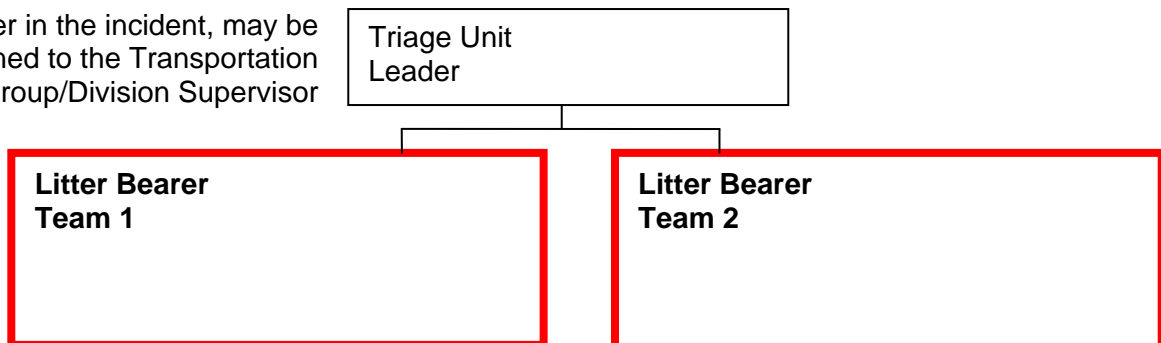 er in the incident, may be
ned to the Transportation
roup/Division Supervisor
Triage Unit
Leader
Litter Bearer
Team 1
Litter Bearer
Team 2